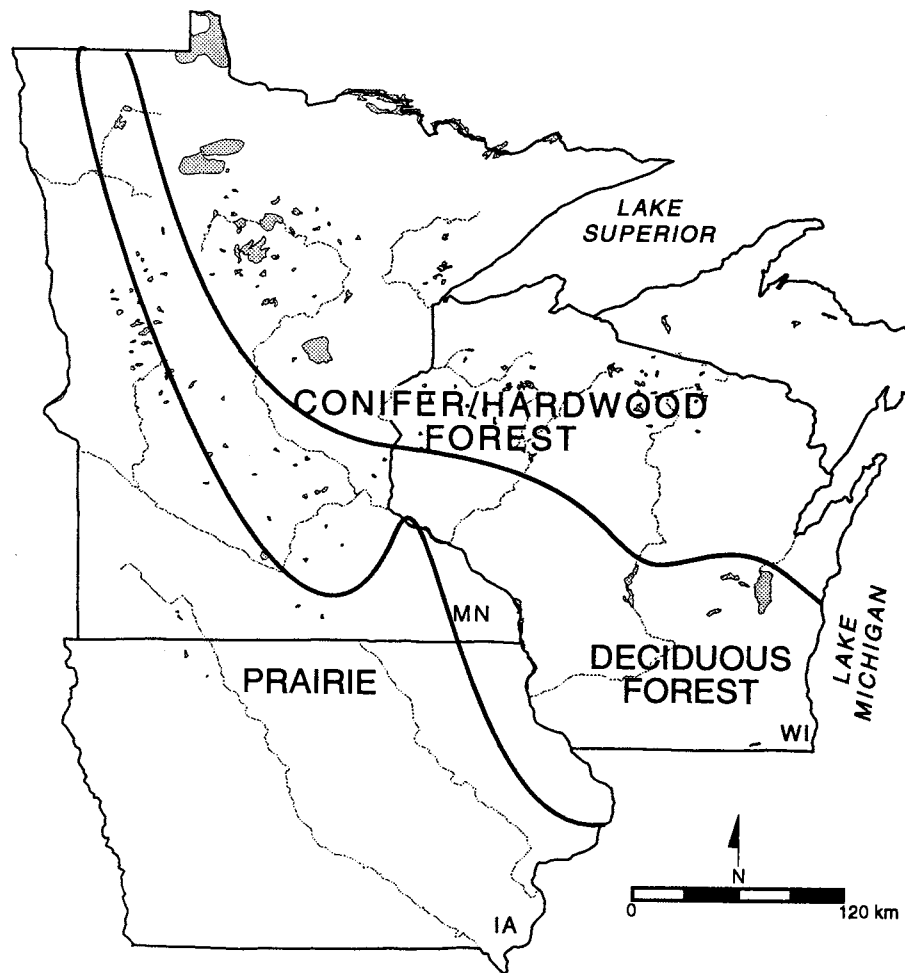 LAKE
SUPERIOR
CONIFER/HARDWOOD
FOREST
MN
PRAIRIE
DECIDUOUS
FOREST
LAKE
MICHIGAN
WI
IA
N
0
120 km